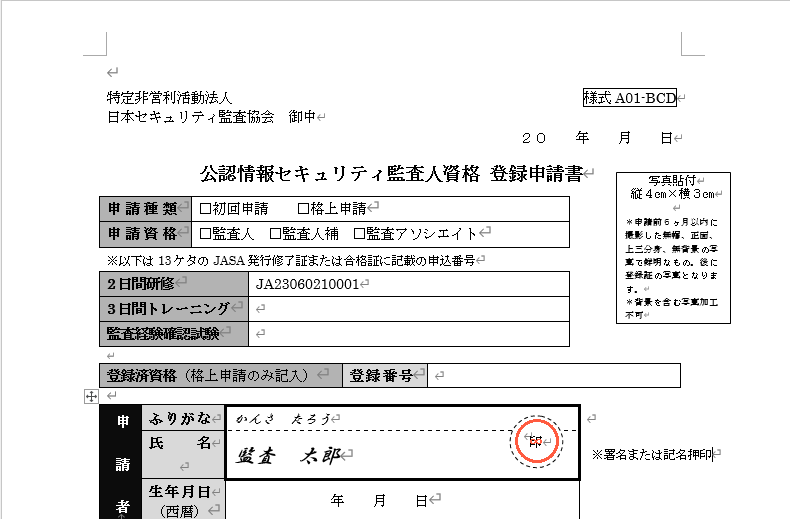 特定非営利活動法人
日本セキュリティ監査協会　御中
様式 A01-BCD
２０　　年　　月　　日
公認情報セキュリティ監査人資格 登録申請書
写真貼付
縦４cm×横３cm
＊申請前６ヶ月以内に
撮影した無帽、正面、
上三分身、無背景の写
真で鮮明なもの。後に
登録証の写真となりま
す。
＊背景を含む写真加工
不可
申請種類 □初回申請　　□格上申請
申請資格 □監査人　□監査人補　□監査アソシエイト
※以下は 13 ケタの JASA 発行修了証または合格証に記載の申込番号
２日間研修 JA23060210001
３日間トレーニング
監査経験確認試験
登録済資格（格上申請のみ記入） 登録番号
申請者
ふりがな かんさ　たろう
氏　名 監査　太郎 印
※署名または記名押印
生年月日 年　　月　　日
（西暦）